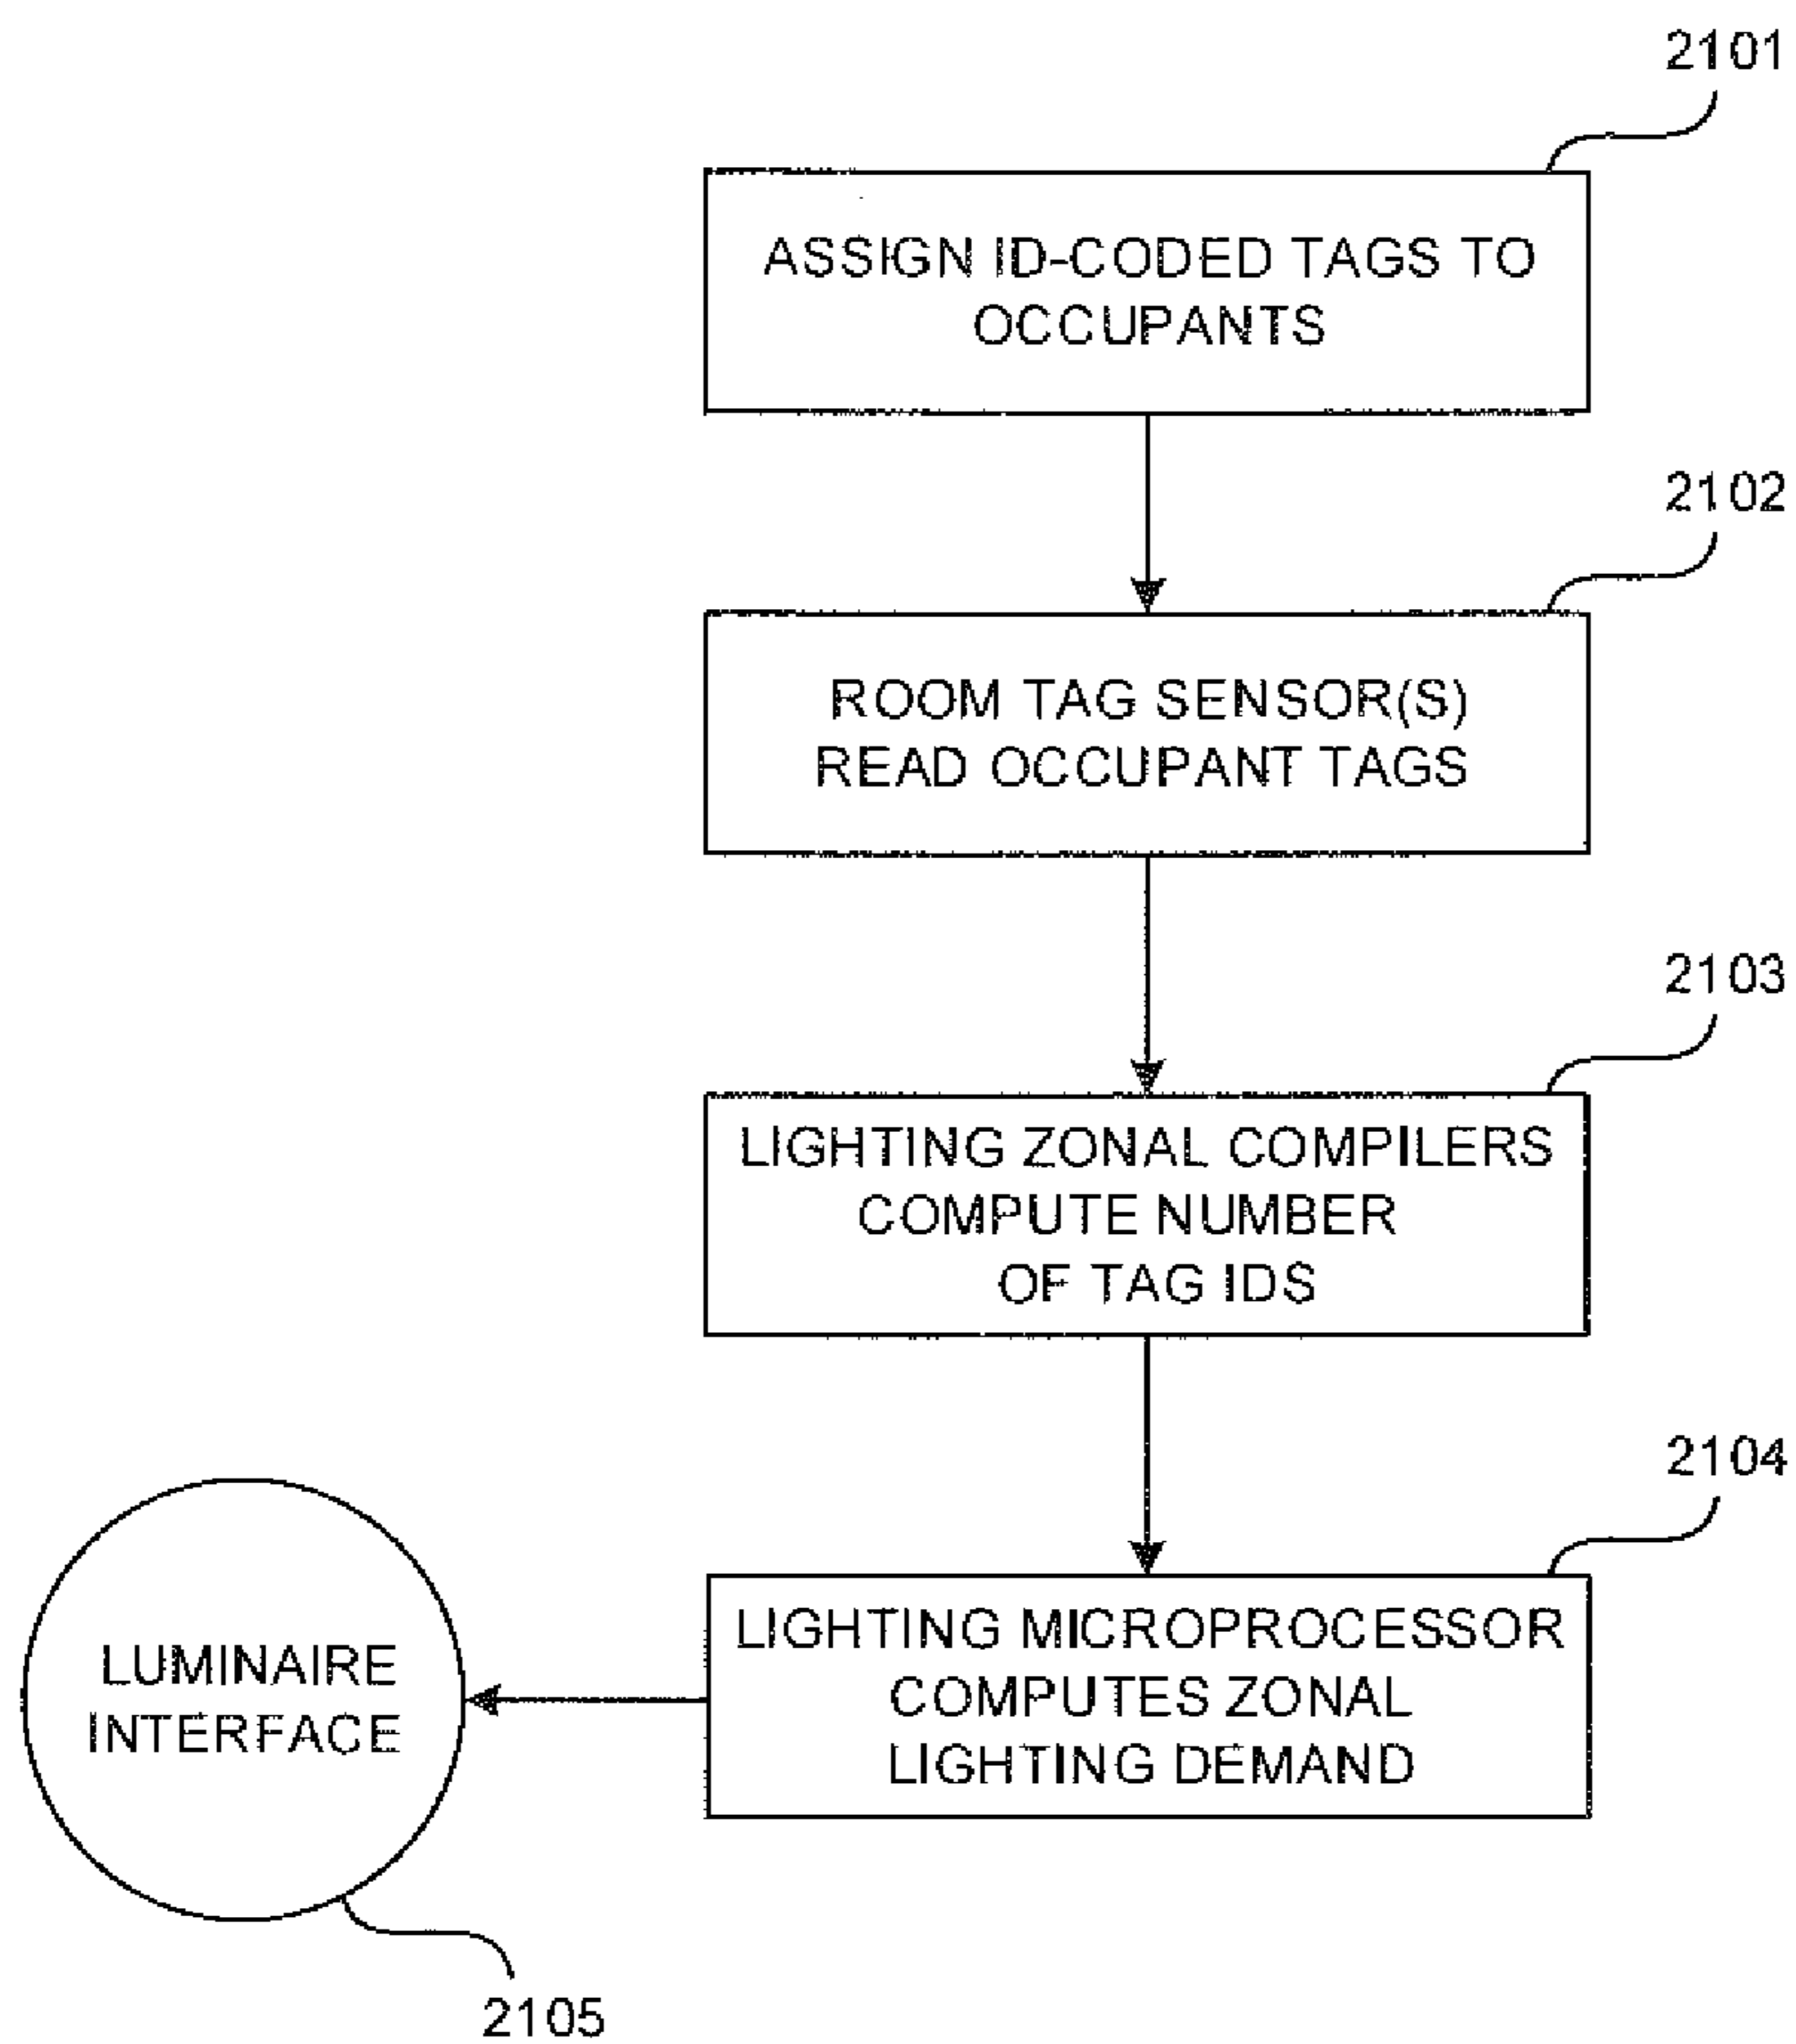 2101
ASSIGN ID-CODED TAGS TO
OCCUPANTS
2102
ROOM TAG SENSOR(S)
READ OCCUPANT TAGS
2103
LIGHTING ZONAL COMPILERS
COMPUTE NUMBER
OF TAG IDS
2104
LIGHTING MICROPROCESSOR
COMPUTES ZONAL
LIGHTING DEMAND
LUMINAIRE
INTERFACE
2105